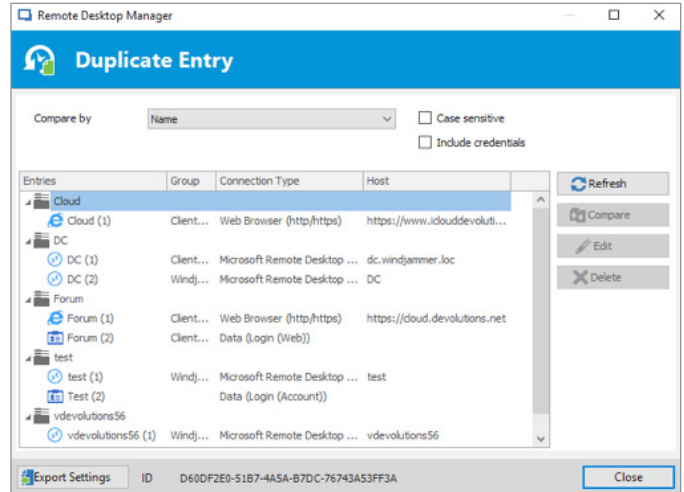 Remote Desktop Manager
Duplicate Entry
Compare by Name Case sensitive
Include credentials
Entries Group Connection Type Host
Refresh
Cloud
Cloud (1) Client... Web Browser (http/https) https://www.iclouddevoluti...
Compare
DC
Edit
DC (1) Client... Microsoft Remote Desktop ... dc.windjammer.loc
DC (2) Windj... Microsoft Remote Desktop ... DC
Delete
Forum
Forum (1) Client... Web Browser (http/https) https://cloud.devolutions.net
Forum (2) Client... Data (Login (Web))
test
test (1) Windj... Microsoft Remote Desktop ... test
Test (2) Data (Login (Account))
vdevolutions56
vdevolutions56 (1) Windj... Microsoft Remote Desktop ... vdevolutions56
Export Settings ID D60DF2E0-51B7-4A5A-B7DC-76743A53FF3A Close